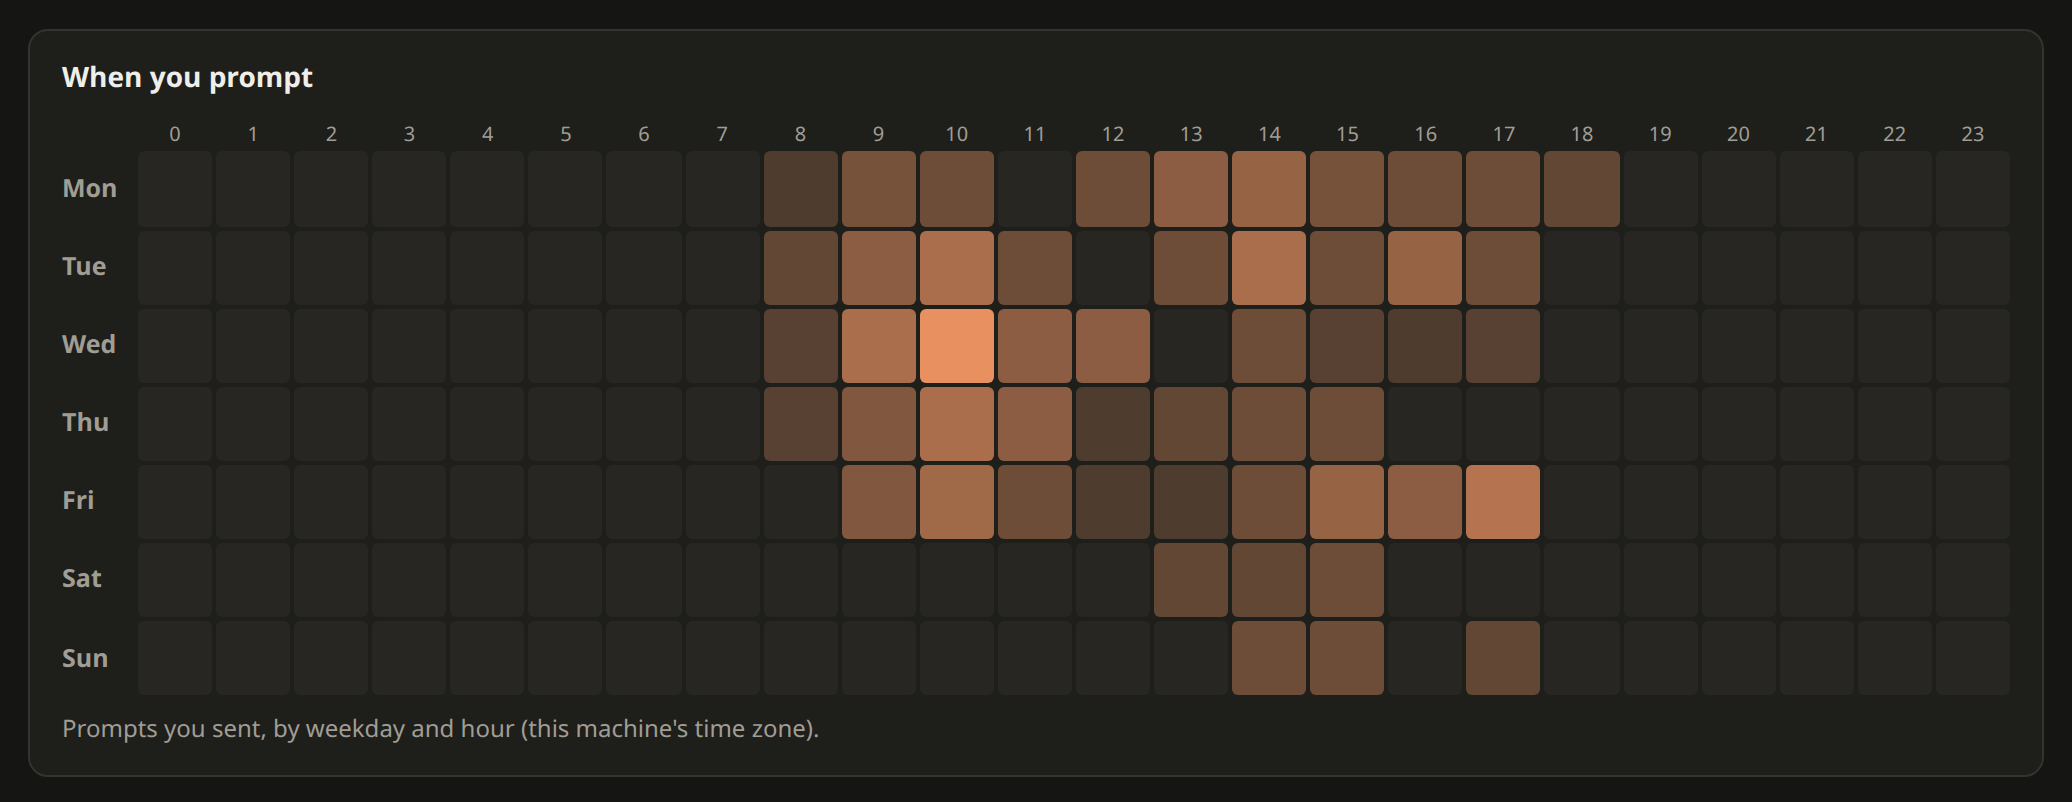 When you prompt
0 1 2 3 4 5 6 7 8 9 10 11 12 13 14 15 16 17 18 19 20 21 22 23
Mon
Tue
Wed
Thu
Fri
Sat
Sun
Prompts you sent, by weekday and hour (this machine's time zone).